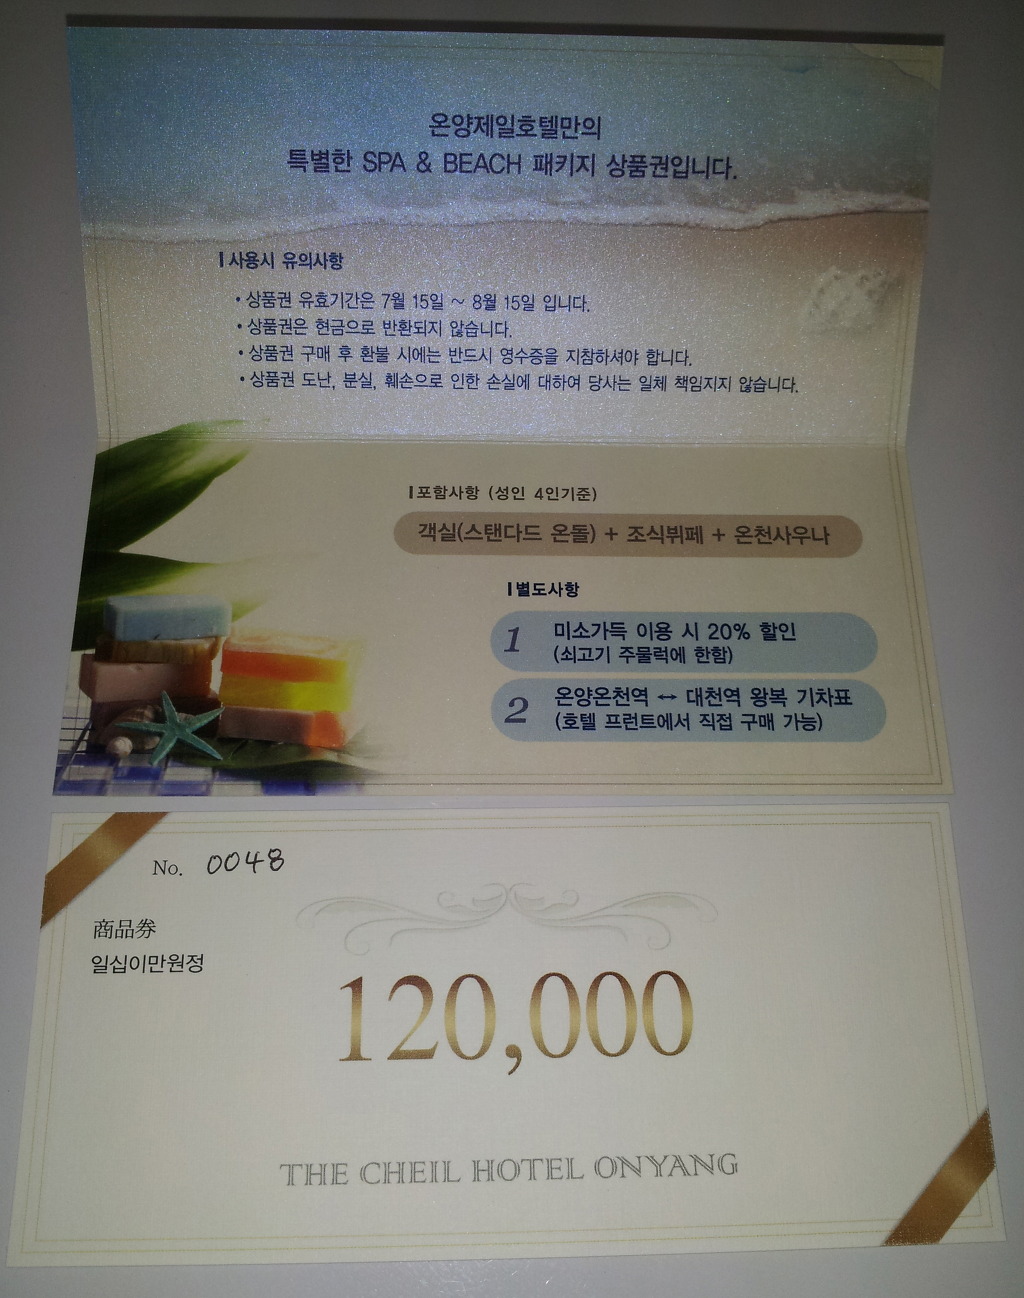 온양제일호텔만의
특별한 SPA & BEACH 패키지 상품권입니다.
사용시 유의사항
• 상품권 유효기간은 7월 15일 ~ 8월 15일 입니다.
• 상품권은 현금으로 반환되지 않습니다.
• 상품권 구매 후 환불 시에는 반드시 영수증을 지참하셔야 합니다.
• 상품권 도난, 분실, 훼손으로 인한 손실에 대하여 당사는 일체 책임지지 않습니다.
포함사항 (성인 4인기준)
객실(스탠다드 온돌) + 조식뷔페 + 온천사우나
별도사항
1 미소가득 이용 시 20% 할인
(쇠고기 주물럭에 한함)
2 온양온천역 ↔ 대천역 왕복 기차표
(호텔 프런트에서 직접 구매 가능)
No. 0048
商品券
일십이만원정
120,000
THE CHEIL HOTEL ONYANG